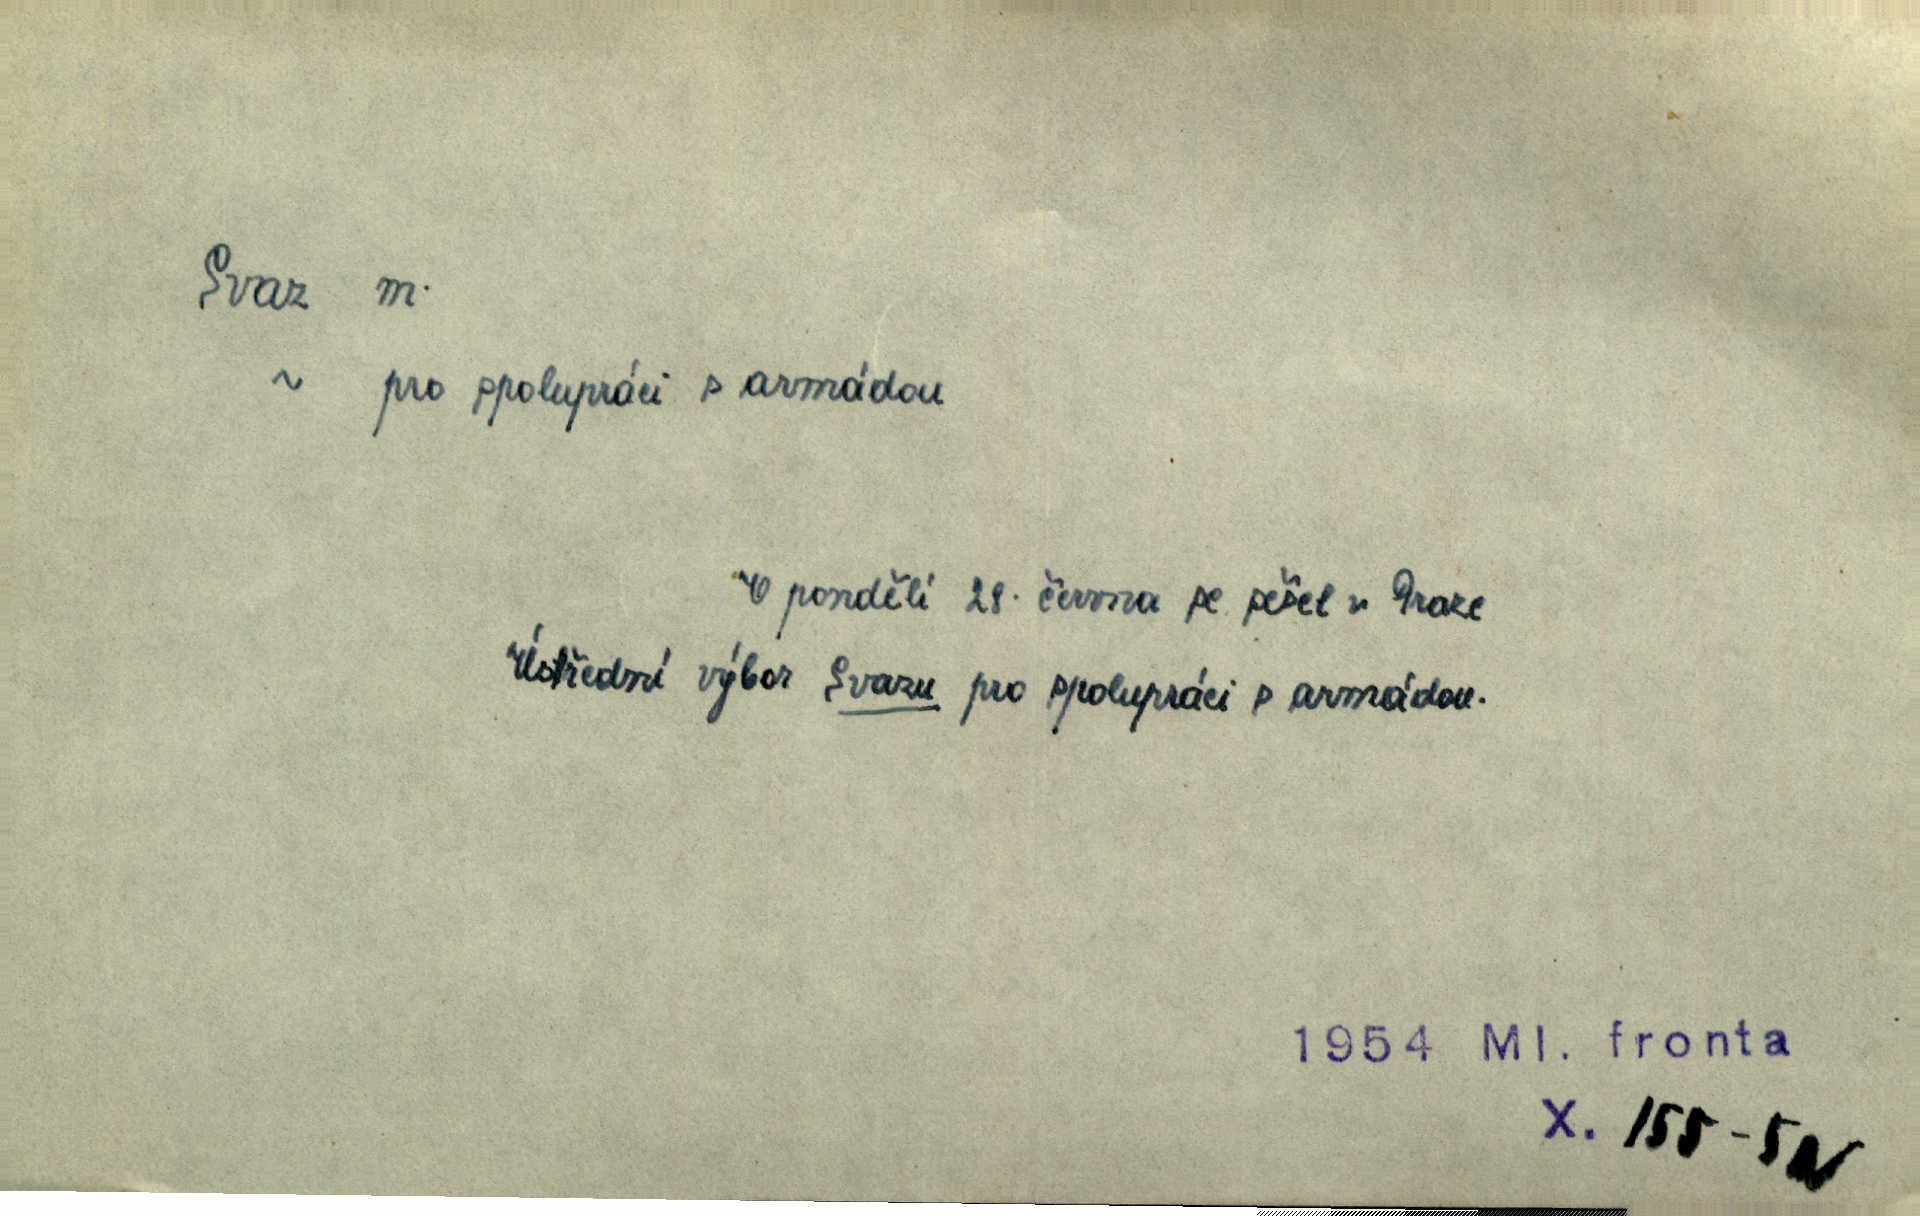 Svaz m.
~ pro spolupráci s armádou
V pondělí 28. června se sešel v Praze
Ústřední výbor Svazu pro spolupráci s armádou.
1954 Ml. fronta
X. 155-5